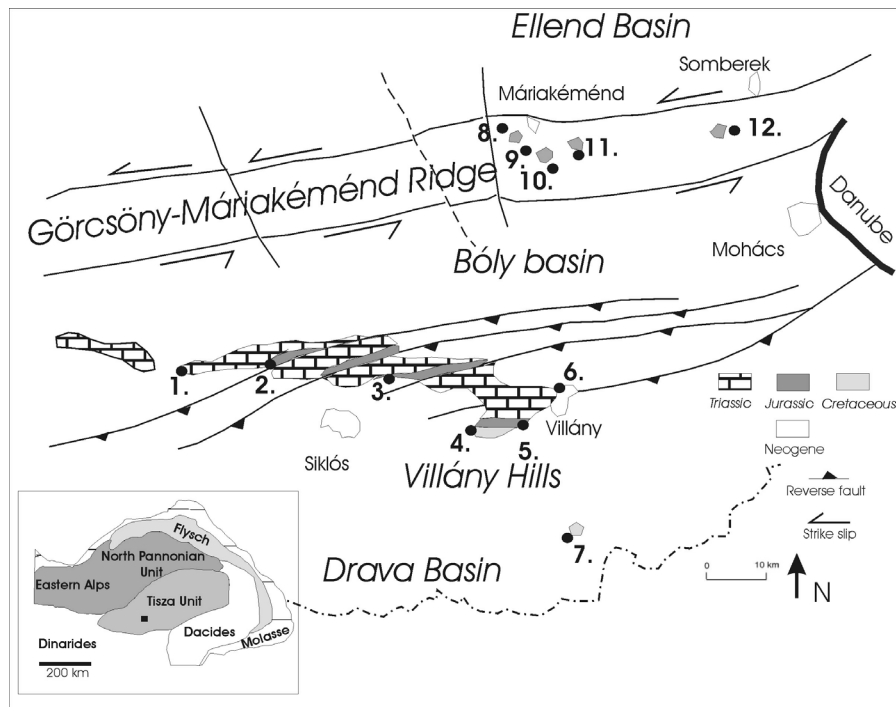 Ellend Basin
Somberek
Máriakéménd
8.
12.
11.
9.
10.
Görcsöny-Máriakéménd Ridge
Danube
Mohács
Bóly basin
1.
2.
3.
6.
Triassic
Jurassic
Cretaceous
4.
5.
Villány
Neogene
Siklós
Villány Hills
Reverse fault
Strike slip
7.
Drava Basin
0
10 km
N
Flysch
North Pannonian
Unit
Eastern Alps
Tisza Unit
Dacides
Molasse
Dinarides
200 km